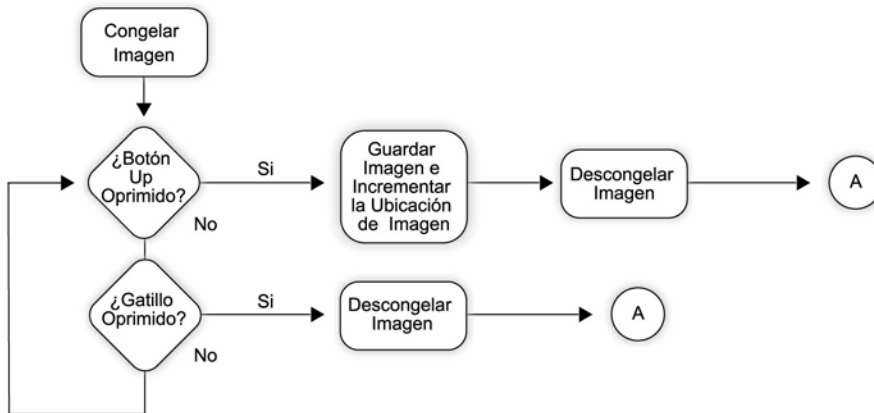 Congelar
Imagen
¿Botón
Up
Oprimido?
Si
Guardar
Imagen e
Incrementar
la Ubicación
de Imagen
Descongelar
Imagen
A
No
¿Gatillo
Oprimido?
Si
Descongelar
Imagen
A
No